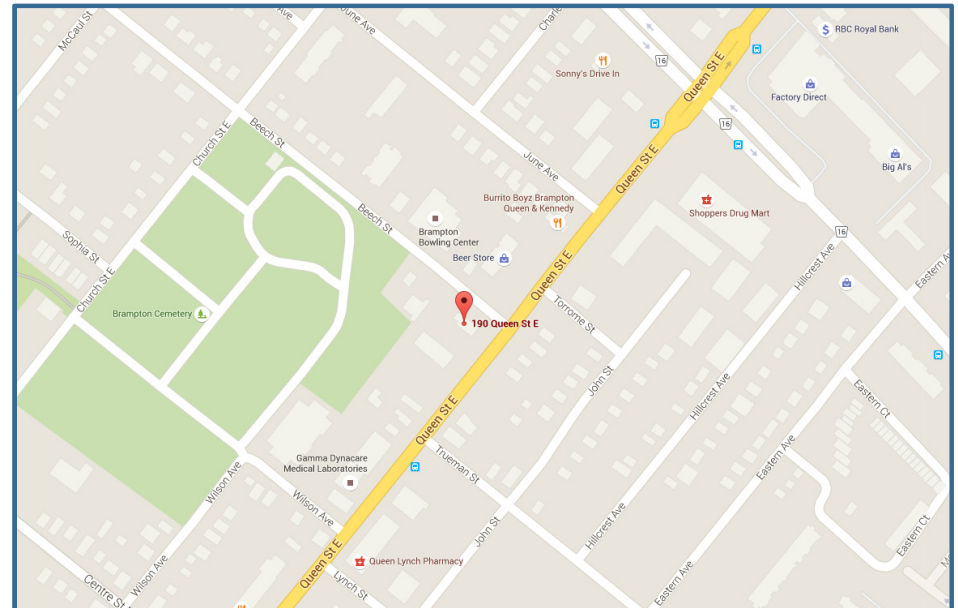 McCaul St
June Ave
Charle
16
$ RBC Royal Bank
Sonny's Drive In
Queen St E
Factory Direct
16
Church St E
Beech St
June Ave
Queen St E
Big Al's
Burrito Boyz Brampton
Queen & Kennedy
Shoppers Drug Mart
Beech St
Brampton
Bowling Center
16
Sophia St
Beer Store
Queen St E
Hillcrest Ave
Eastern Av
Church St E
Torrome St
Brampton Cemetery
190 Queen St E
John St
Hillcrest Ave
Eastern Ct
Queen St E
Trueman St
Eastern Ave
Gamma Dynacare
Medical Laboratories
Wilson Ave
Wilson Ave
John St
Hillcrest Ave
Eastern Ct
Queen St E
Queen Lynch Pharmacy
Centre St
Wilson Ave
Lynch St
Eastern Ave